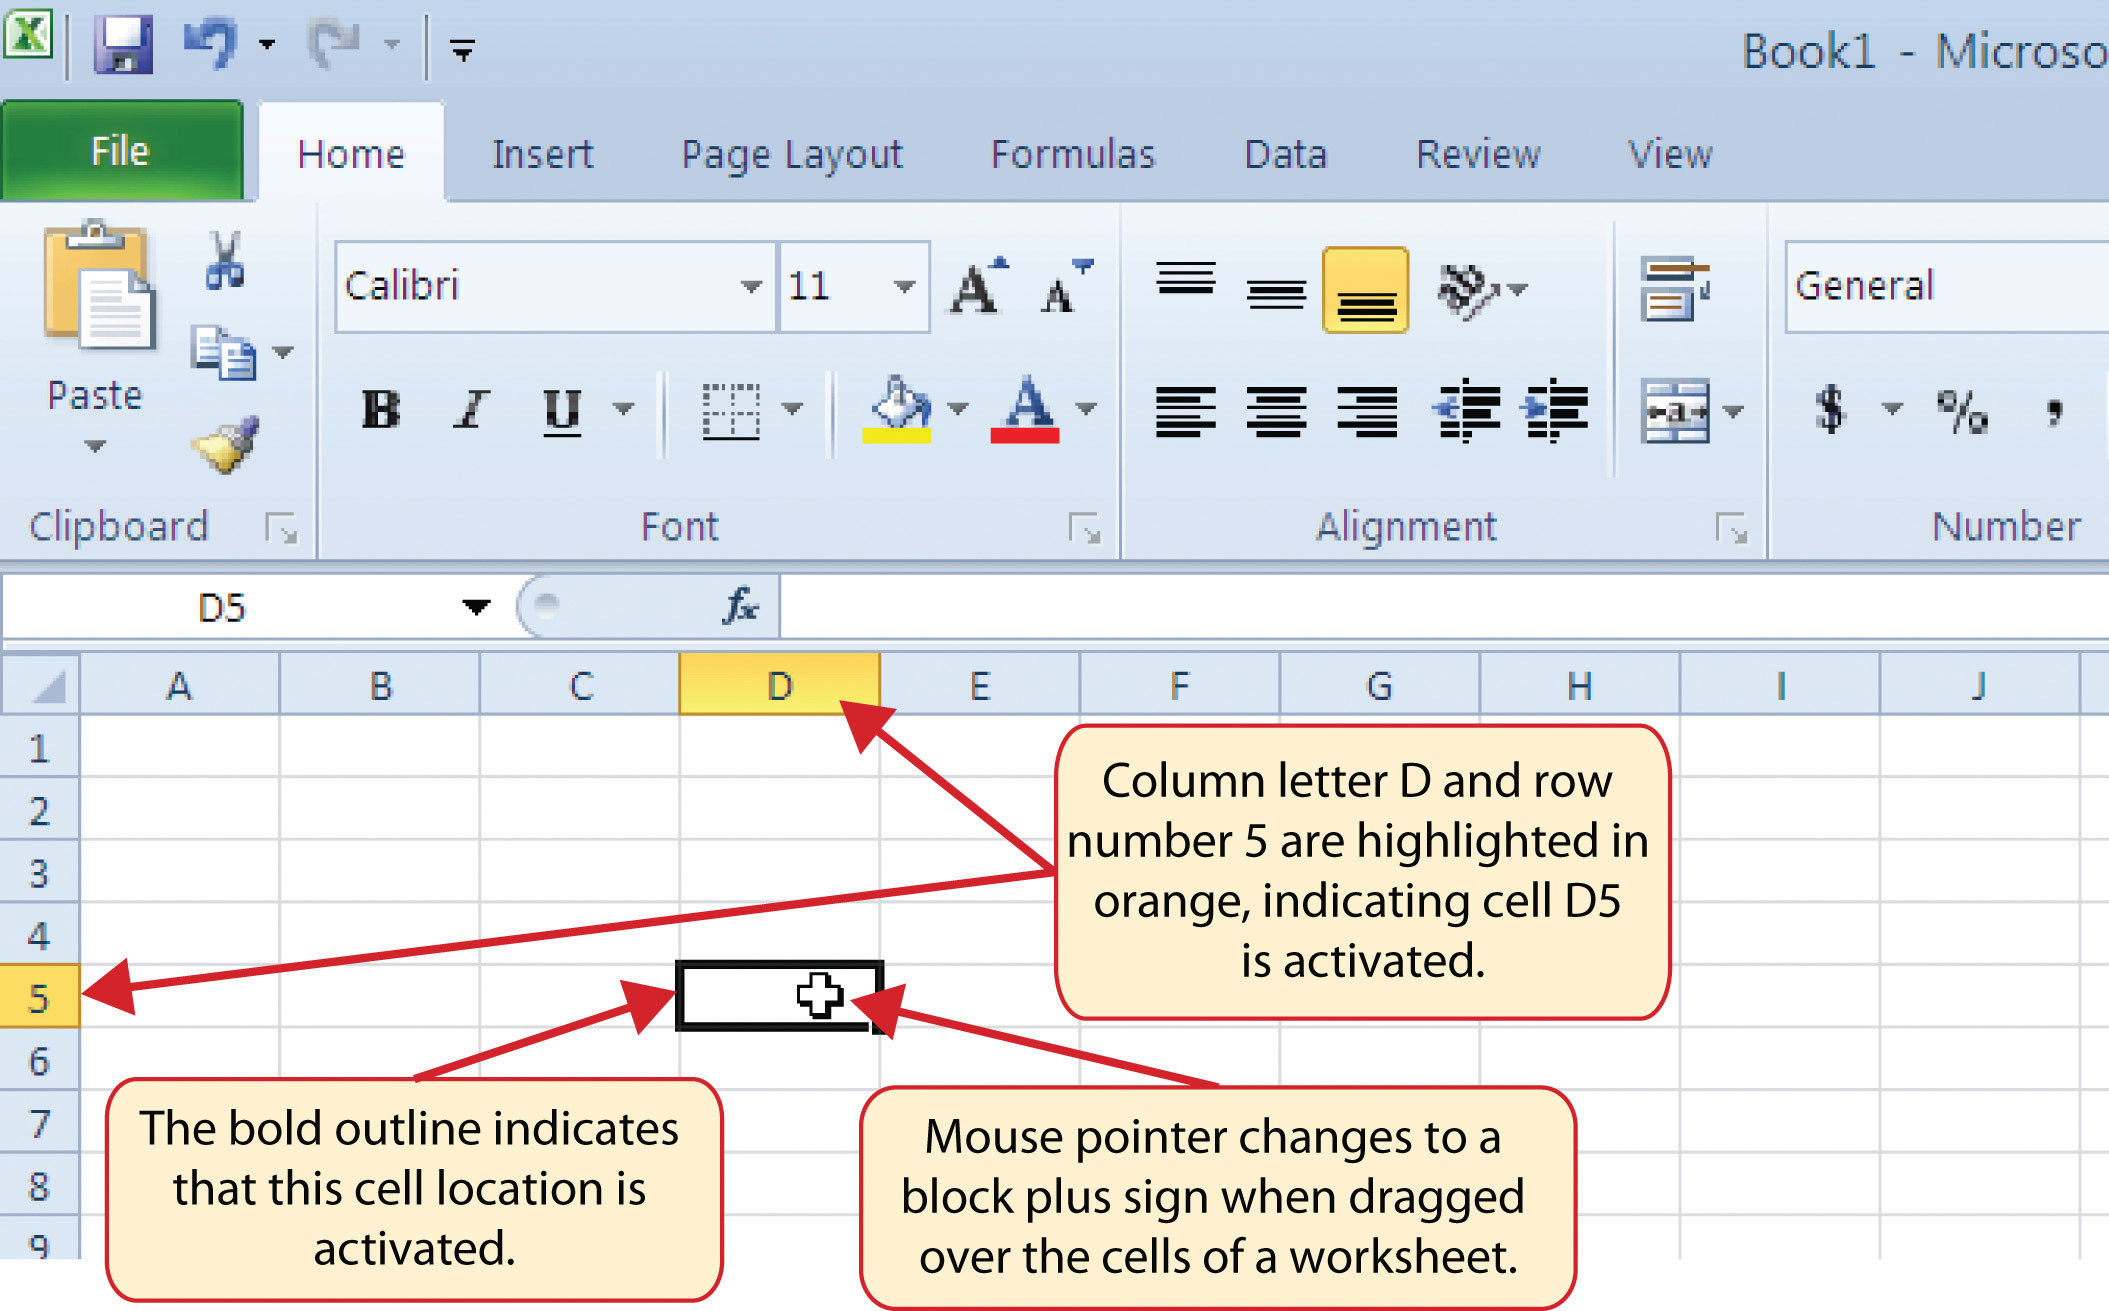 Book1 - Microso
File Home Insert Page Layout Formulas Data Review View
Calibri 11 General
Paste B I U A $ % ,
Clipboard Font Alignment Number
D5 fx
A B C D E F G H I J
1
2
3
4
5
6
7
8
9
Column letter D and row
number 5 are highlighted in
orange, indicating cell D5
is activated.
The bold outline indicates
that this cell location is
activated.
Mouse pointer changes to a
block plus sign when dragged
over the cells of a worksheet.